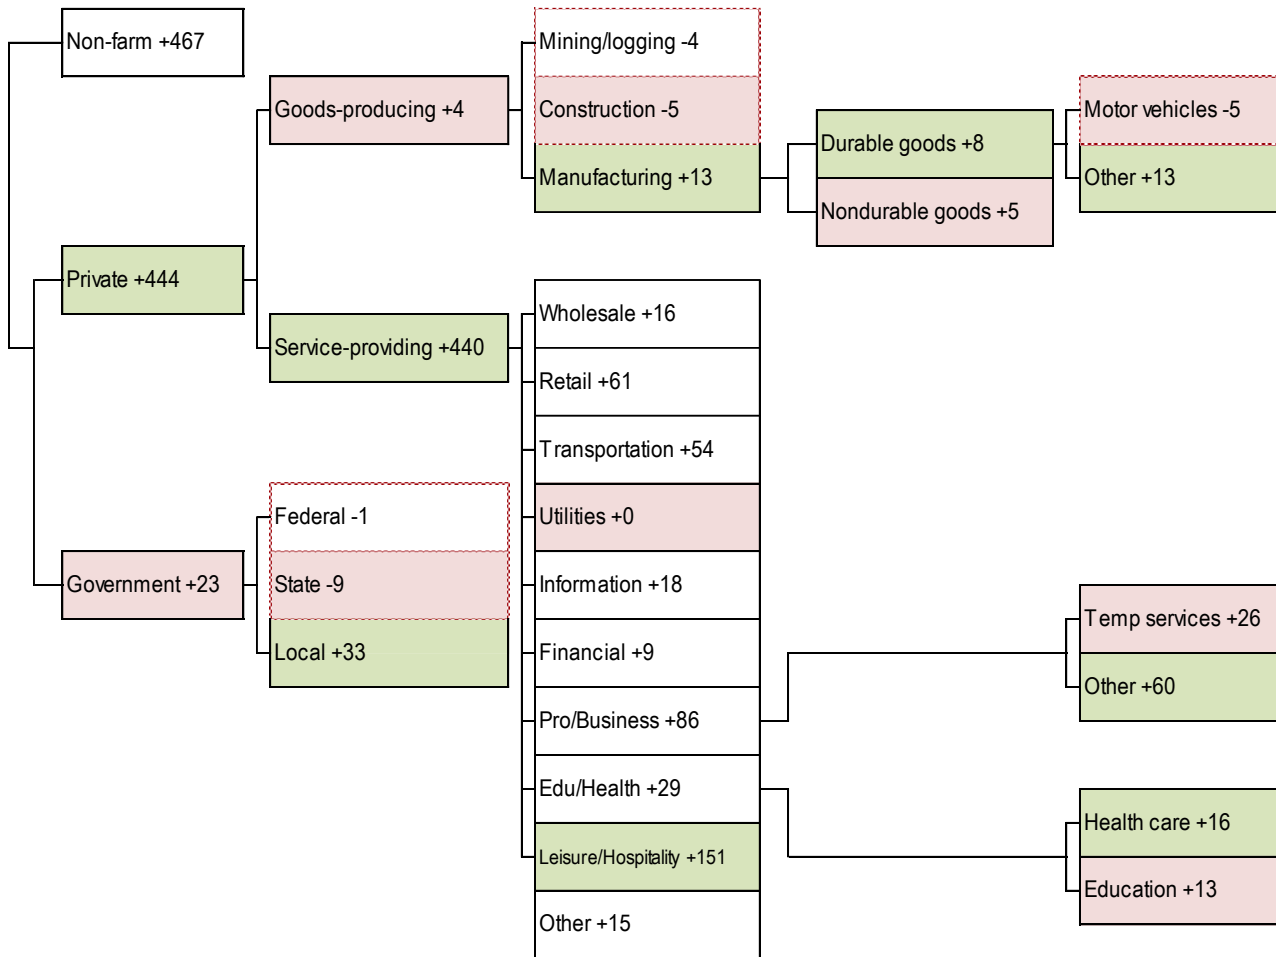 Non-farm +467
Private +444
Government +23
Goods-producing +4
Service-providing +440
Federal -1
State -9
Local +33
Mining/logging -4
Construction -5
Manufacturing +13
Wholesale +16
Retail +61
Transportation +54
Utilities +0
Information +18
Financial +9
Pro/Business +86
Edu/Health +29
Leisure/Hospitality +151
Other +15
Durable goods +8
Nondurable goods +5
Motor vehicles -5
Other +13
Temp services +26
Other +60
Health care +16
Education +13